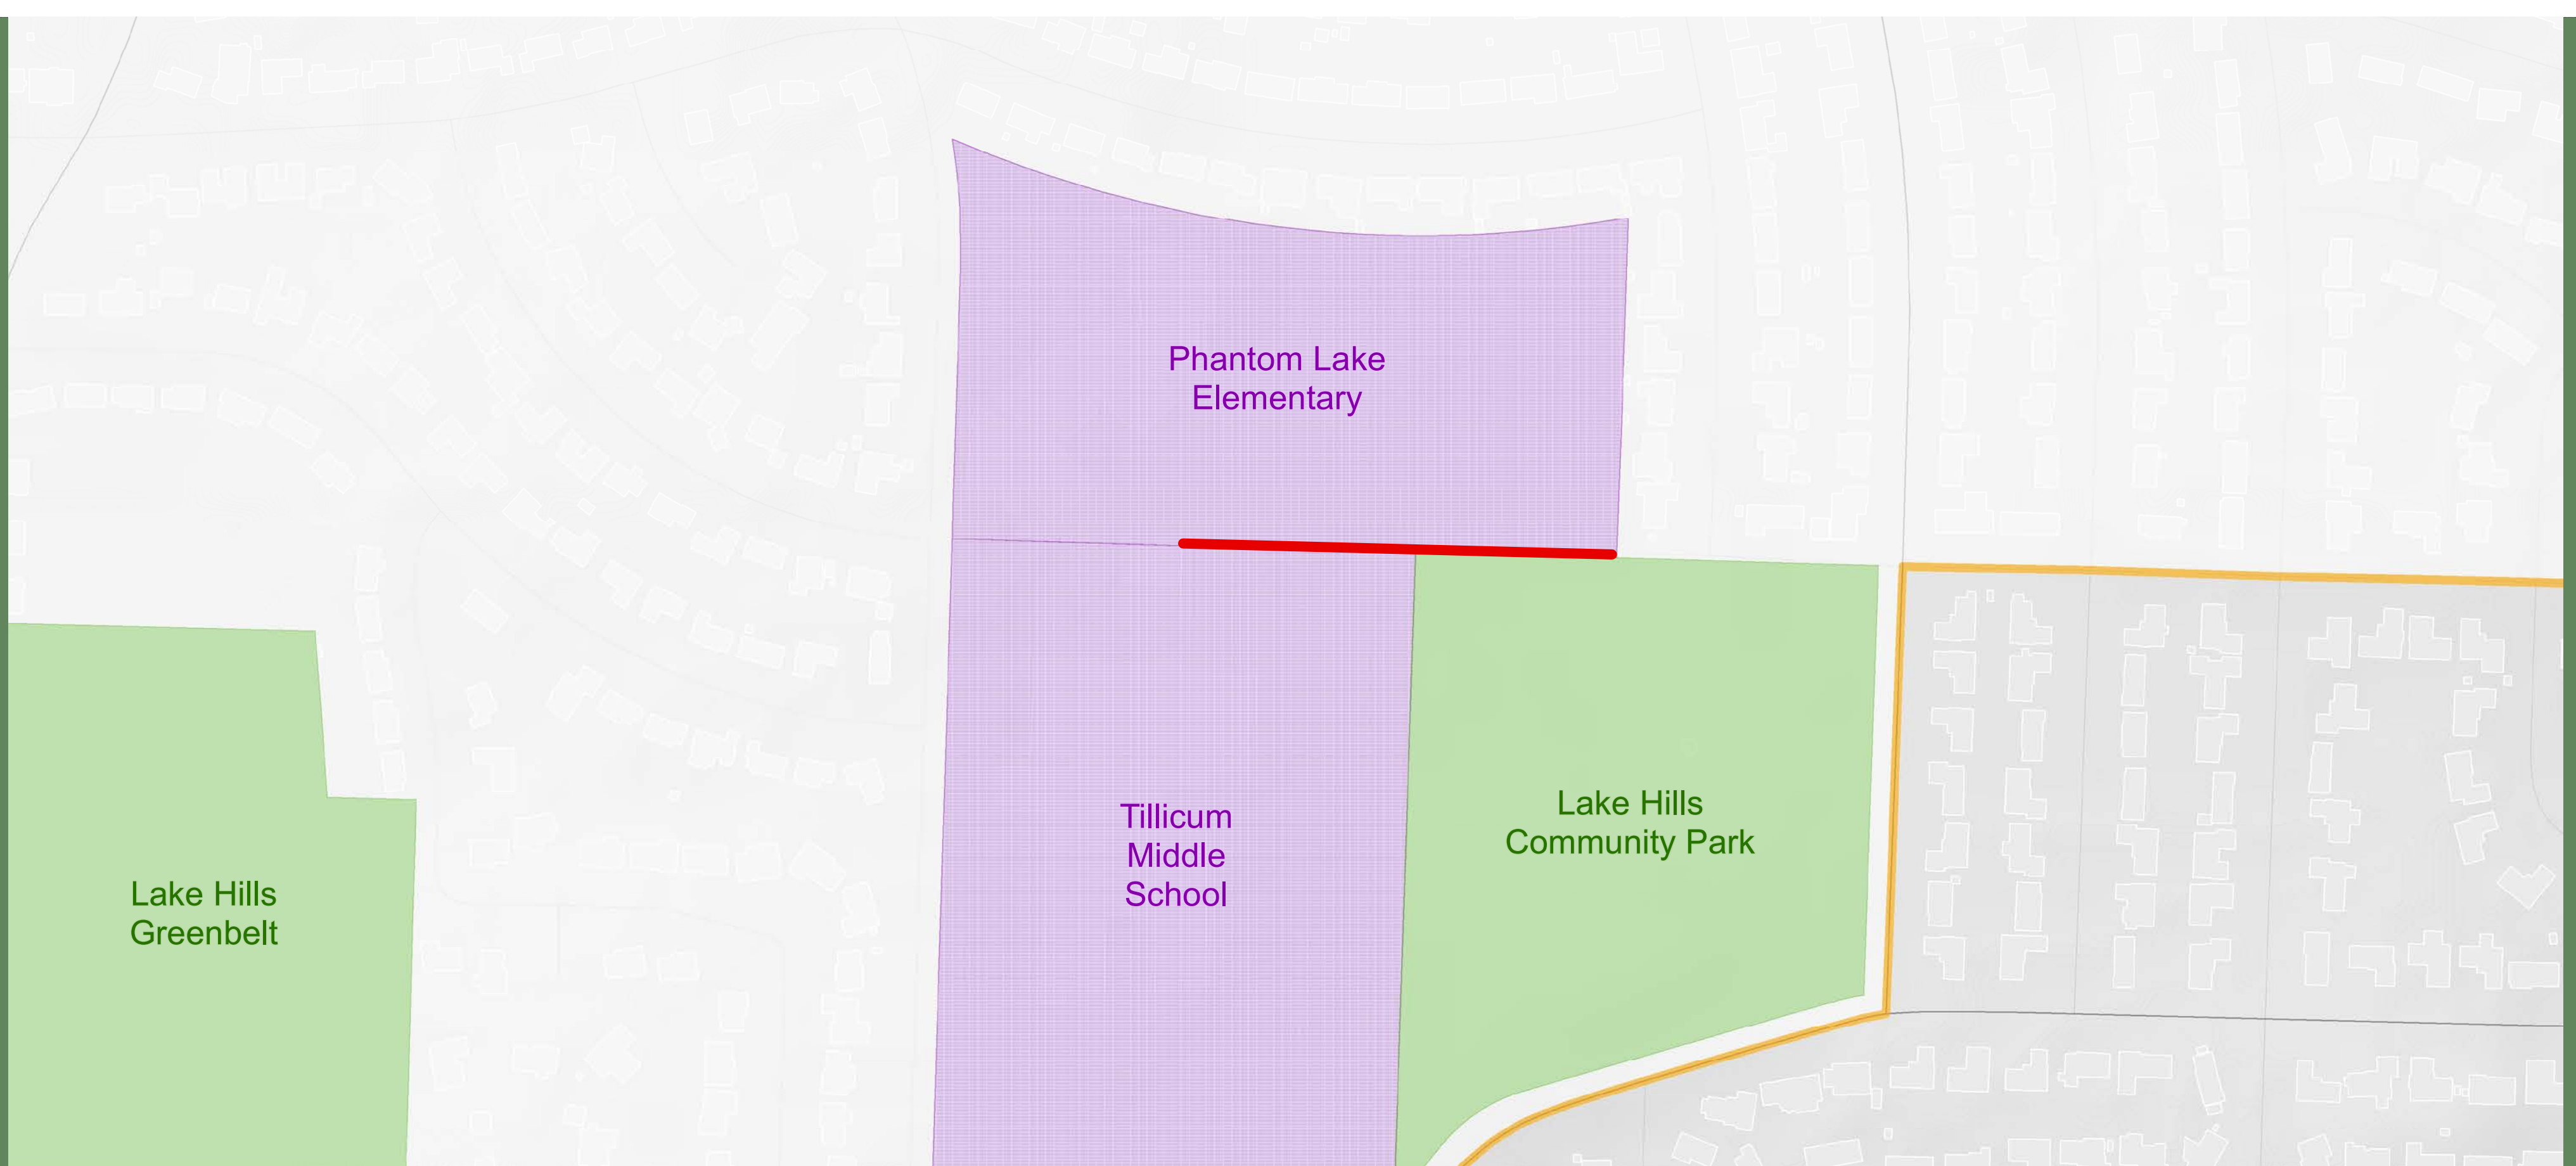 Phantom Lake
Elementary
Tillicum
Middle
School
Lake Hills
Community Park
Lake Hills
Greenbelt